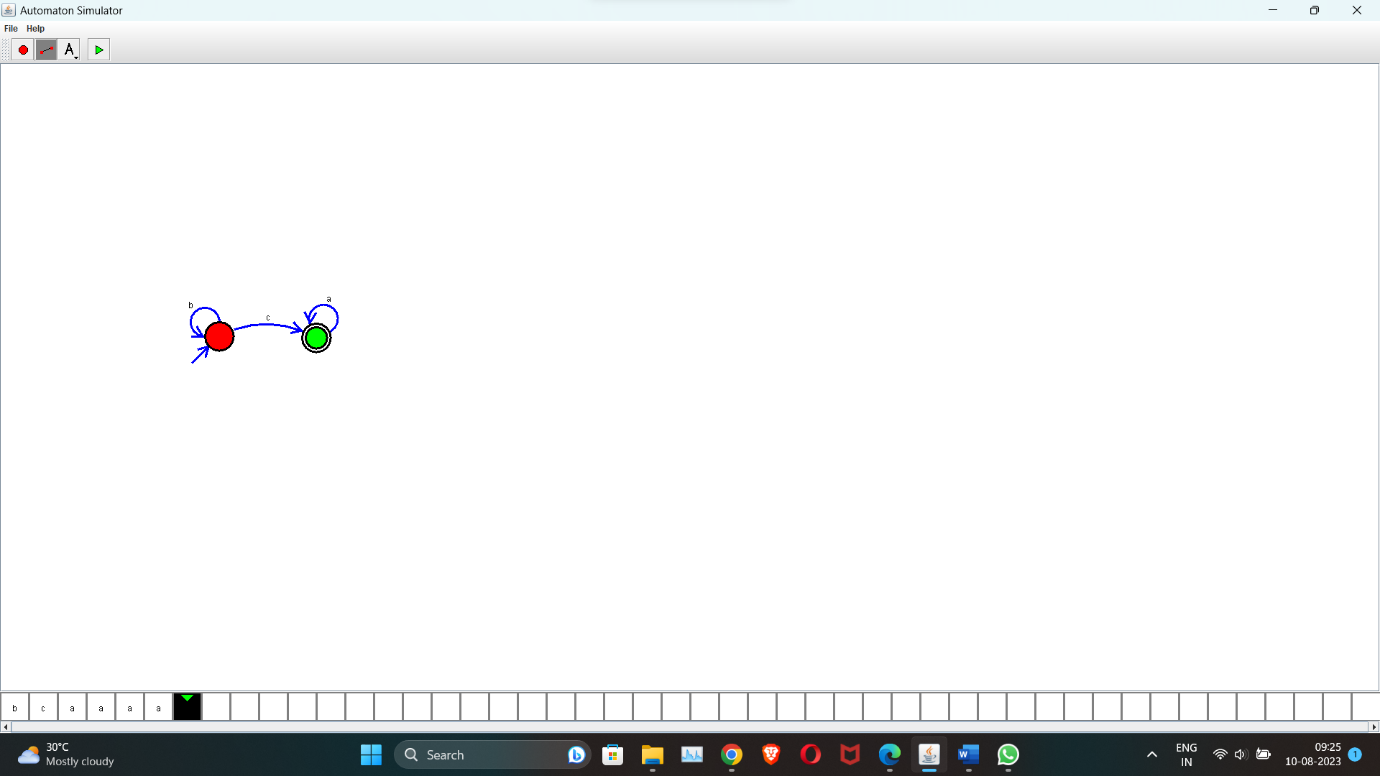 Automaton Simulator
File Help
A
b
a
c
b c a a a a
30°C
Mostly cloudy
Search
W
ENG
IN
09:25
10-08-2023
1